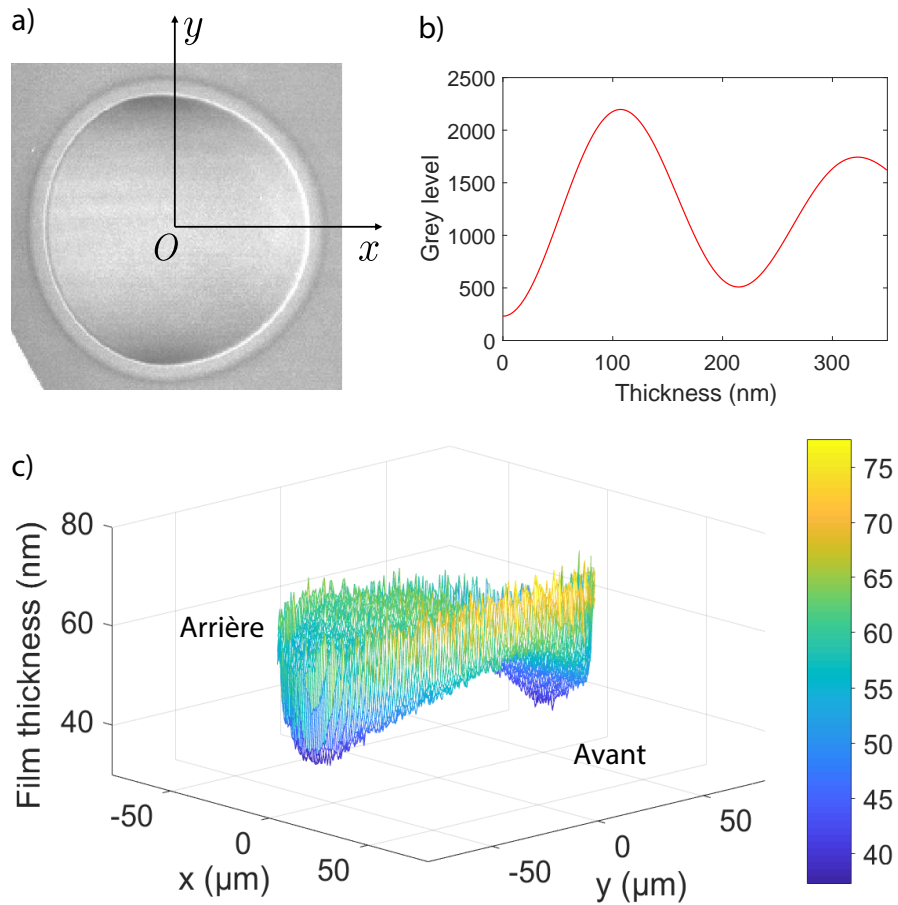 a)
y
O
x
b)
2500
2000
1500
1000
500
0
Grey level
0 100 200 300
Thickness (nm)
c)
80
60
40
Film thickness (nm)
Arrière
Avant
-50
0
50
x (µm)
-50
0
50
y (µm)
75
70
65
60
55
50
45
40